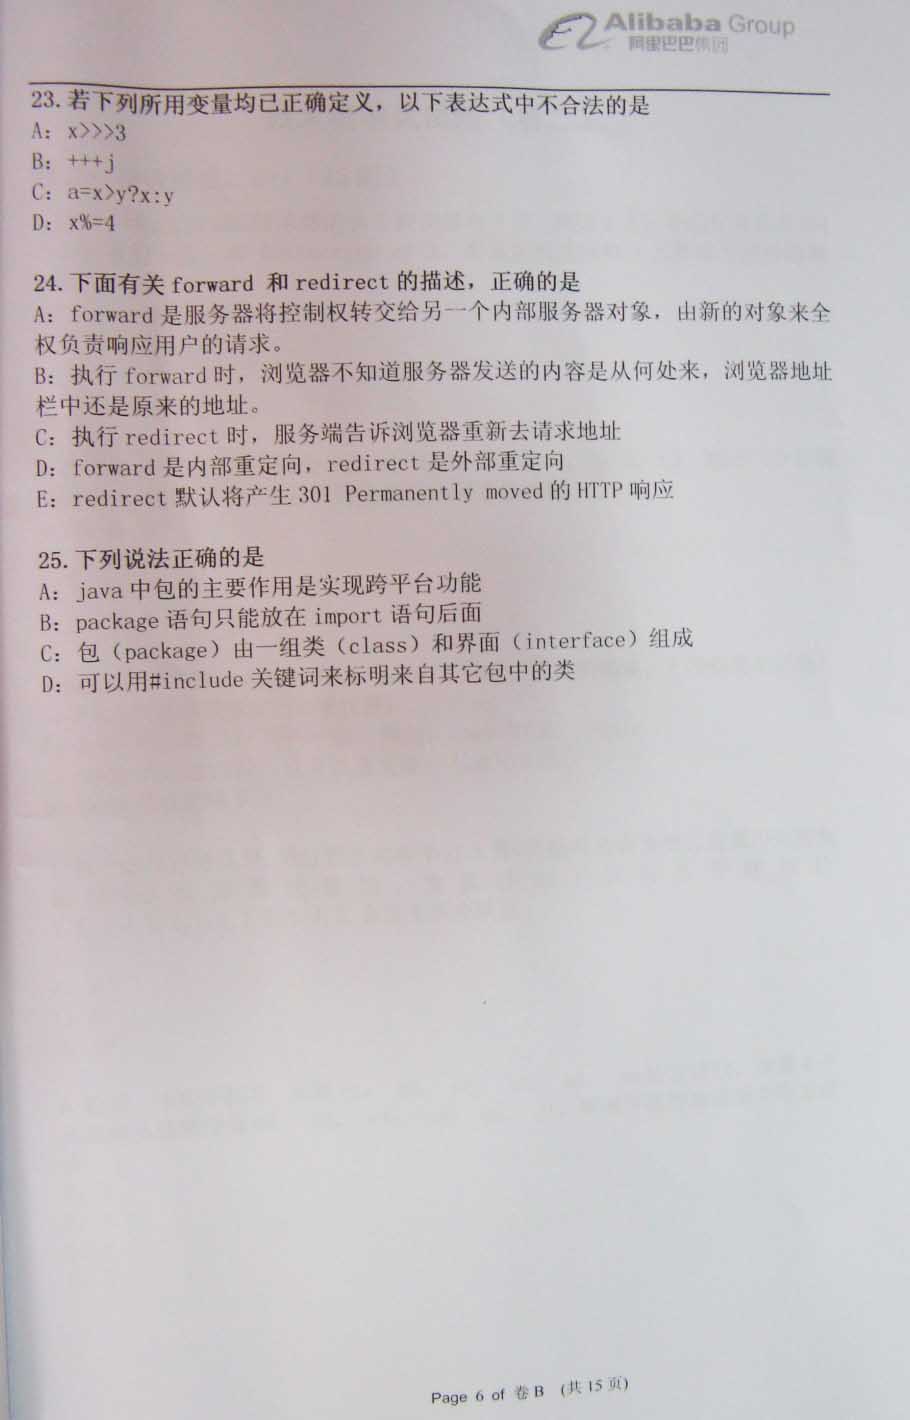 Alibaba Group
阿里巴巴集团
23. 若下列所用变量均已正确定义，以下表达式中不合法的是
A： x>>>3
B： +++j
C： a=x>y?x:y
D： x%=4
24. 下面有关 forward 和 redirect 的描述，正确的是
A： forward 是服务器将控制权转交给另一个内部服务器对象，由新的对象来全
权负责响应用户的请求。
B： 执行 forward 时，浏览器不知道服务器发送的内容是从何处来，浏览器地址
栏中还是原来的地址。
C： 执行 redirect 时，服务端告诉浏览器重新去请求地址
D： forward 是内部重定向，redirect 是外部重定向
E： redirect 默认将产生 301 Permanently moved 的 HTTP 响应
25. 下列说法正确的是
A： java 中包的主要作用是实现跨平台功能
B： package 语句只能放在 import 语句后面
C： 包（package）由一组类（class）和界面（interface）组成
D： 可以用#include 关键词来标明来自其它包中的类
Page 6 of 卷 B （共 15 页)